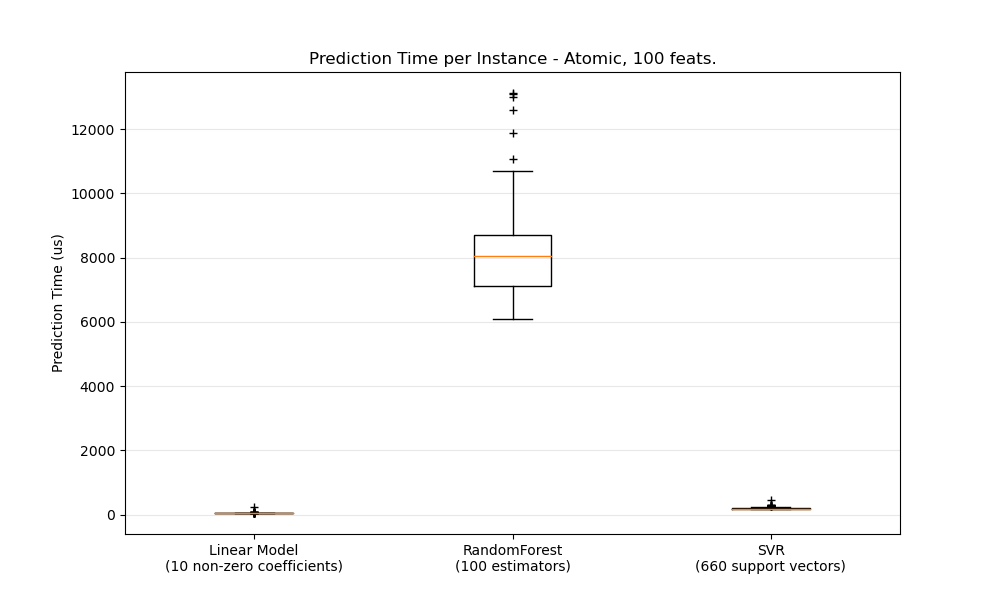 Prediction Time per Instance - Atomic, 100 feats.
Prediction Time (us)
12000
10000
8000
6000
4000
2000
0
Linear Model
(10 non-zero coefficients)
RandomForest
(100 estimators)
SVR
(660 support vectors)